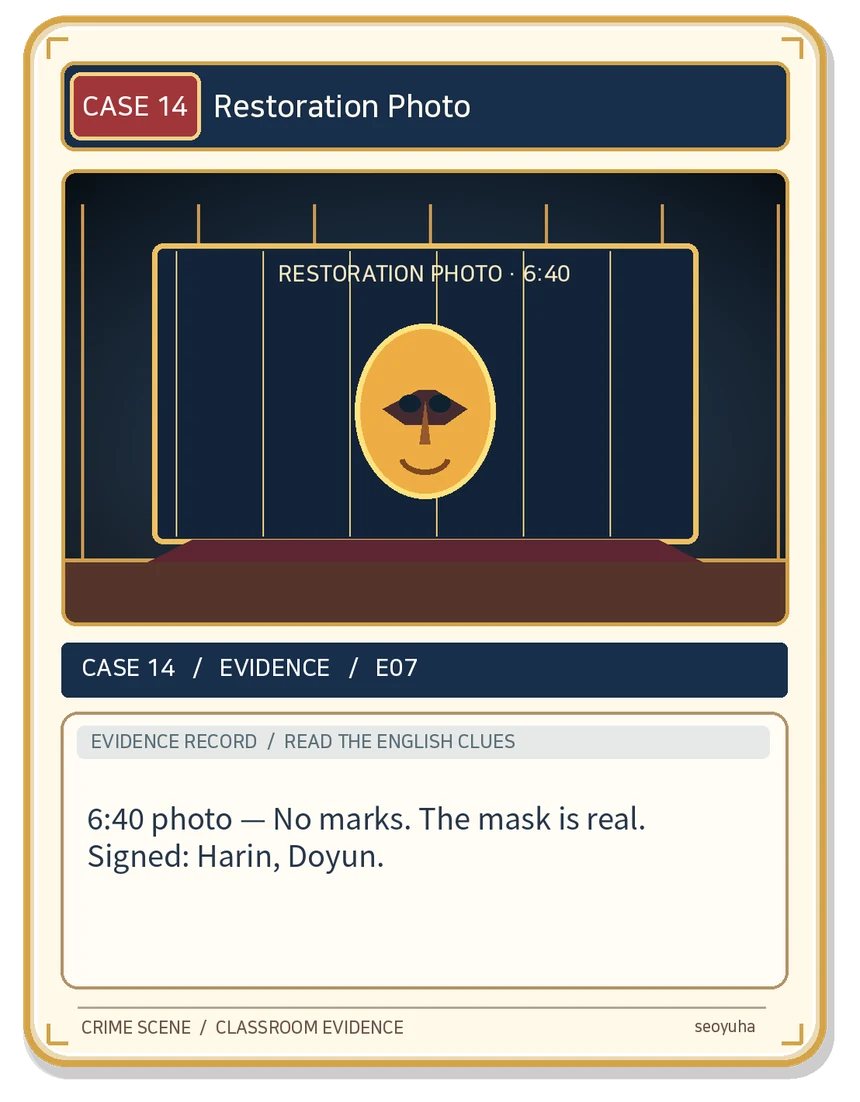 CASE 14 Restoration Photo
RESTORATION PHOTO · 6:40
CASE 14 / EVIDENCE / E07
EVIDENCE RECORD / READ THE ENGLISH CLUES
6:40 photo — No marks. The mask is real.
Signed: Harin, Doyun.
CRIME SCENE / CLASSROOM EVIDENCE seoyuha